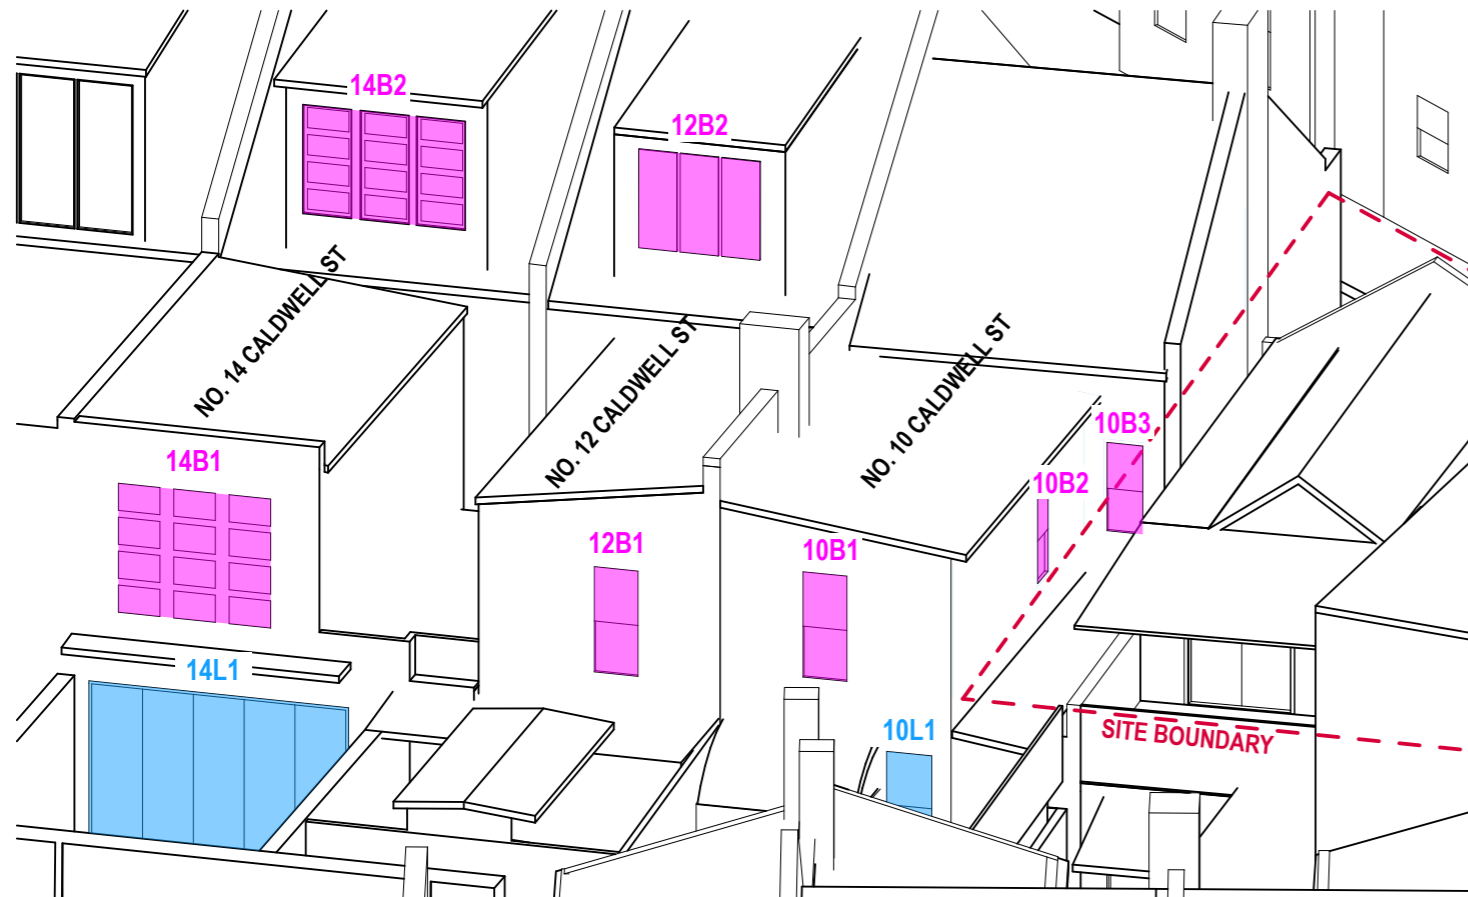 14B2
12B2
NO. 14 CALDWELL ST
NO. 12 CALDWELL ST
NO. 10 CALDWELL ST
10B3
14B1
10B2
12B1
10B1
14L1
10L1
SITE BOUNDARY